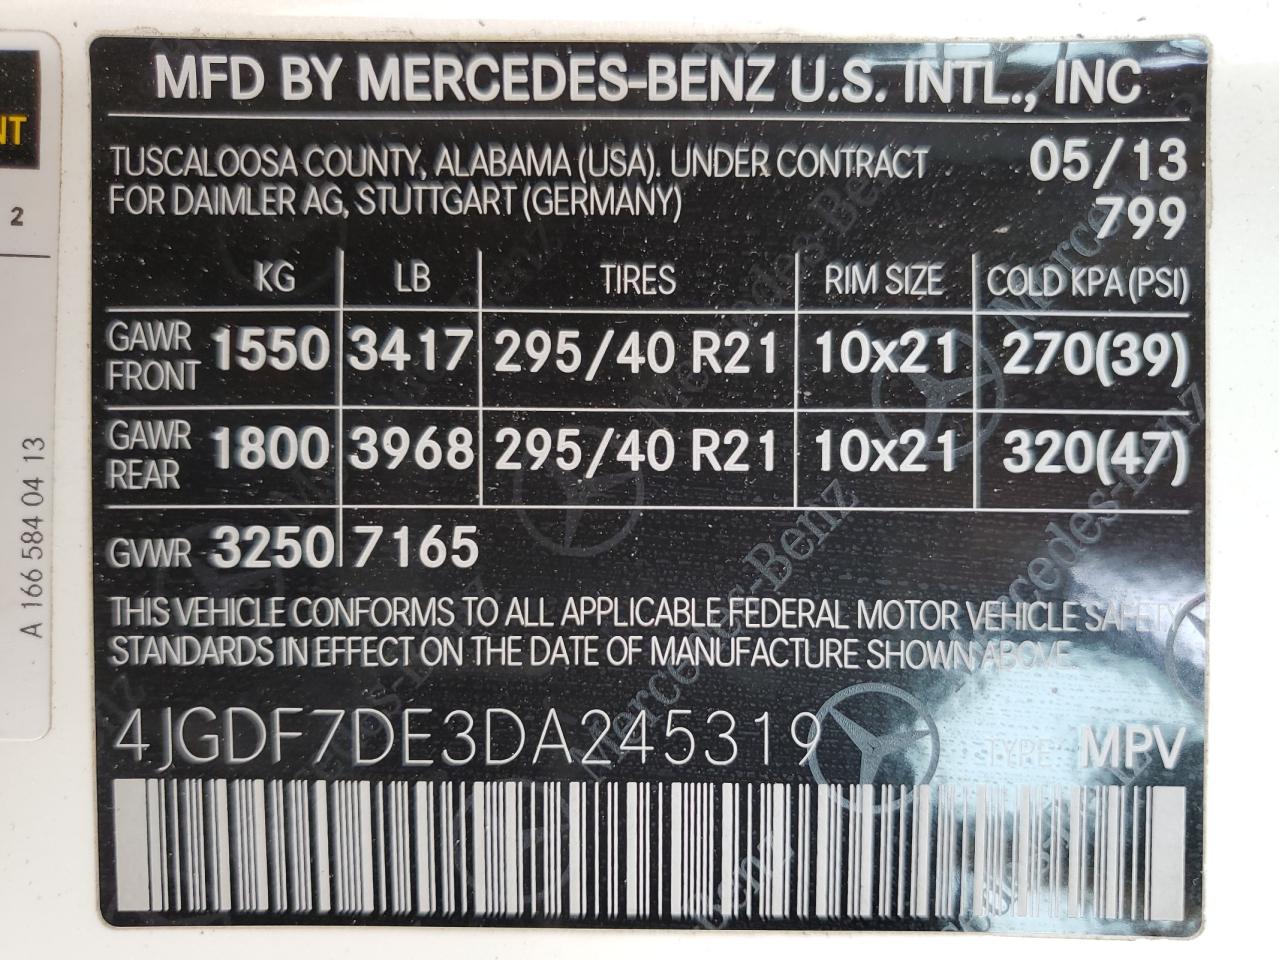 MFD BY MERCEDES-BENZ U.S. INTL., INC
TUSCALOOSA COUNTY, ALABAMA (USA). UNDER CONTRACT 05/13
FOR DAIMLER AG, STUTTGART (GERMANY) 799
KG LB TIRES RIM SIZE COLD KPA (PSI)
GAWR FRONT 1550 3417 295/40 R21 10x21 270(39)
GAWR REAR 1800 3968 295/40 R21 10x21 320(47)
GVWR 3250 7165
THIS VEHICLE CONFORMS TO ALL APPLICABLE FEDERAL MOTOR VEHICLE SAFETY
STANDARDS IN EFFECT ON THE DATE OF MANUFACTURE SHOWN ABOVE.
4JGDF7DE3DA245319 TYPE: MPV
NT
2
A 166 584 04 13
Mercedes-Benz